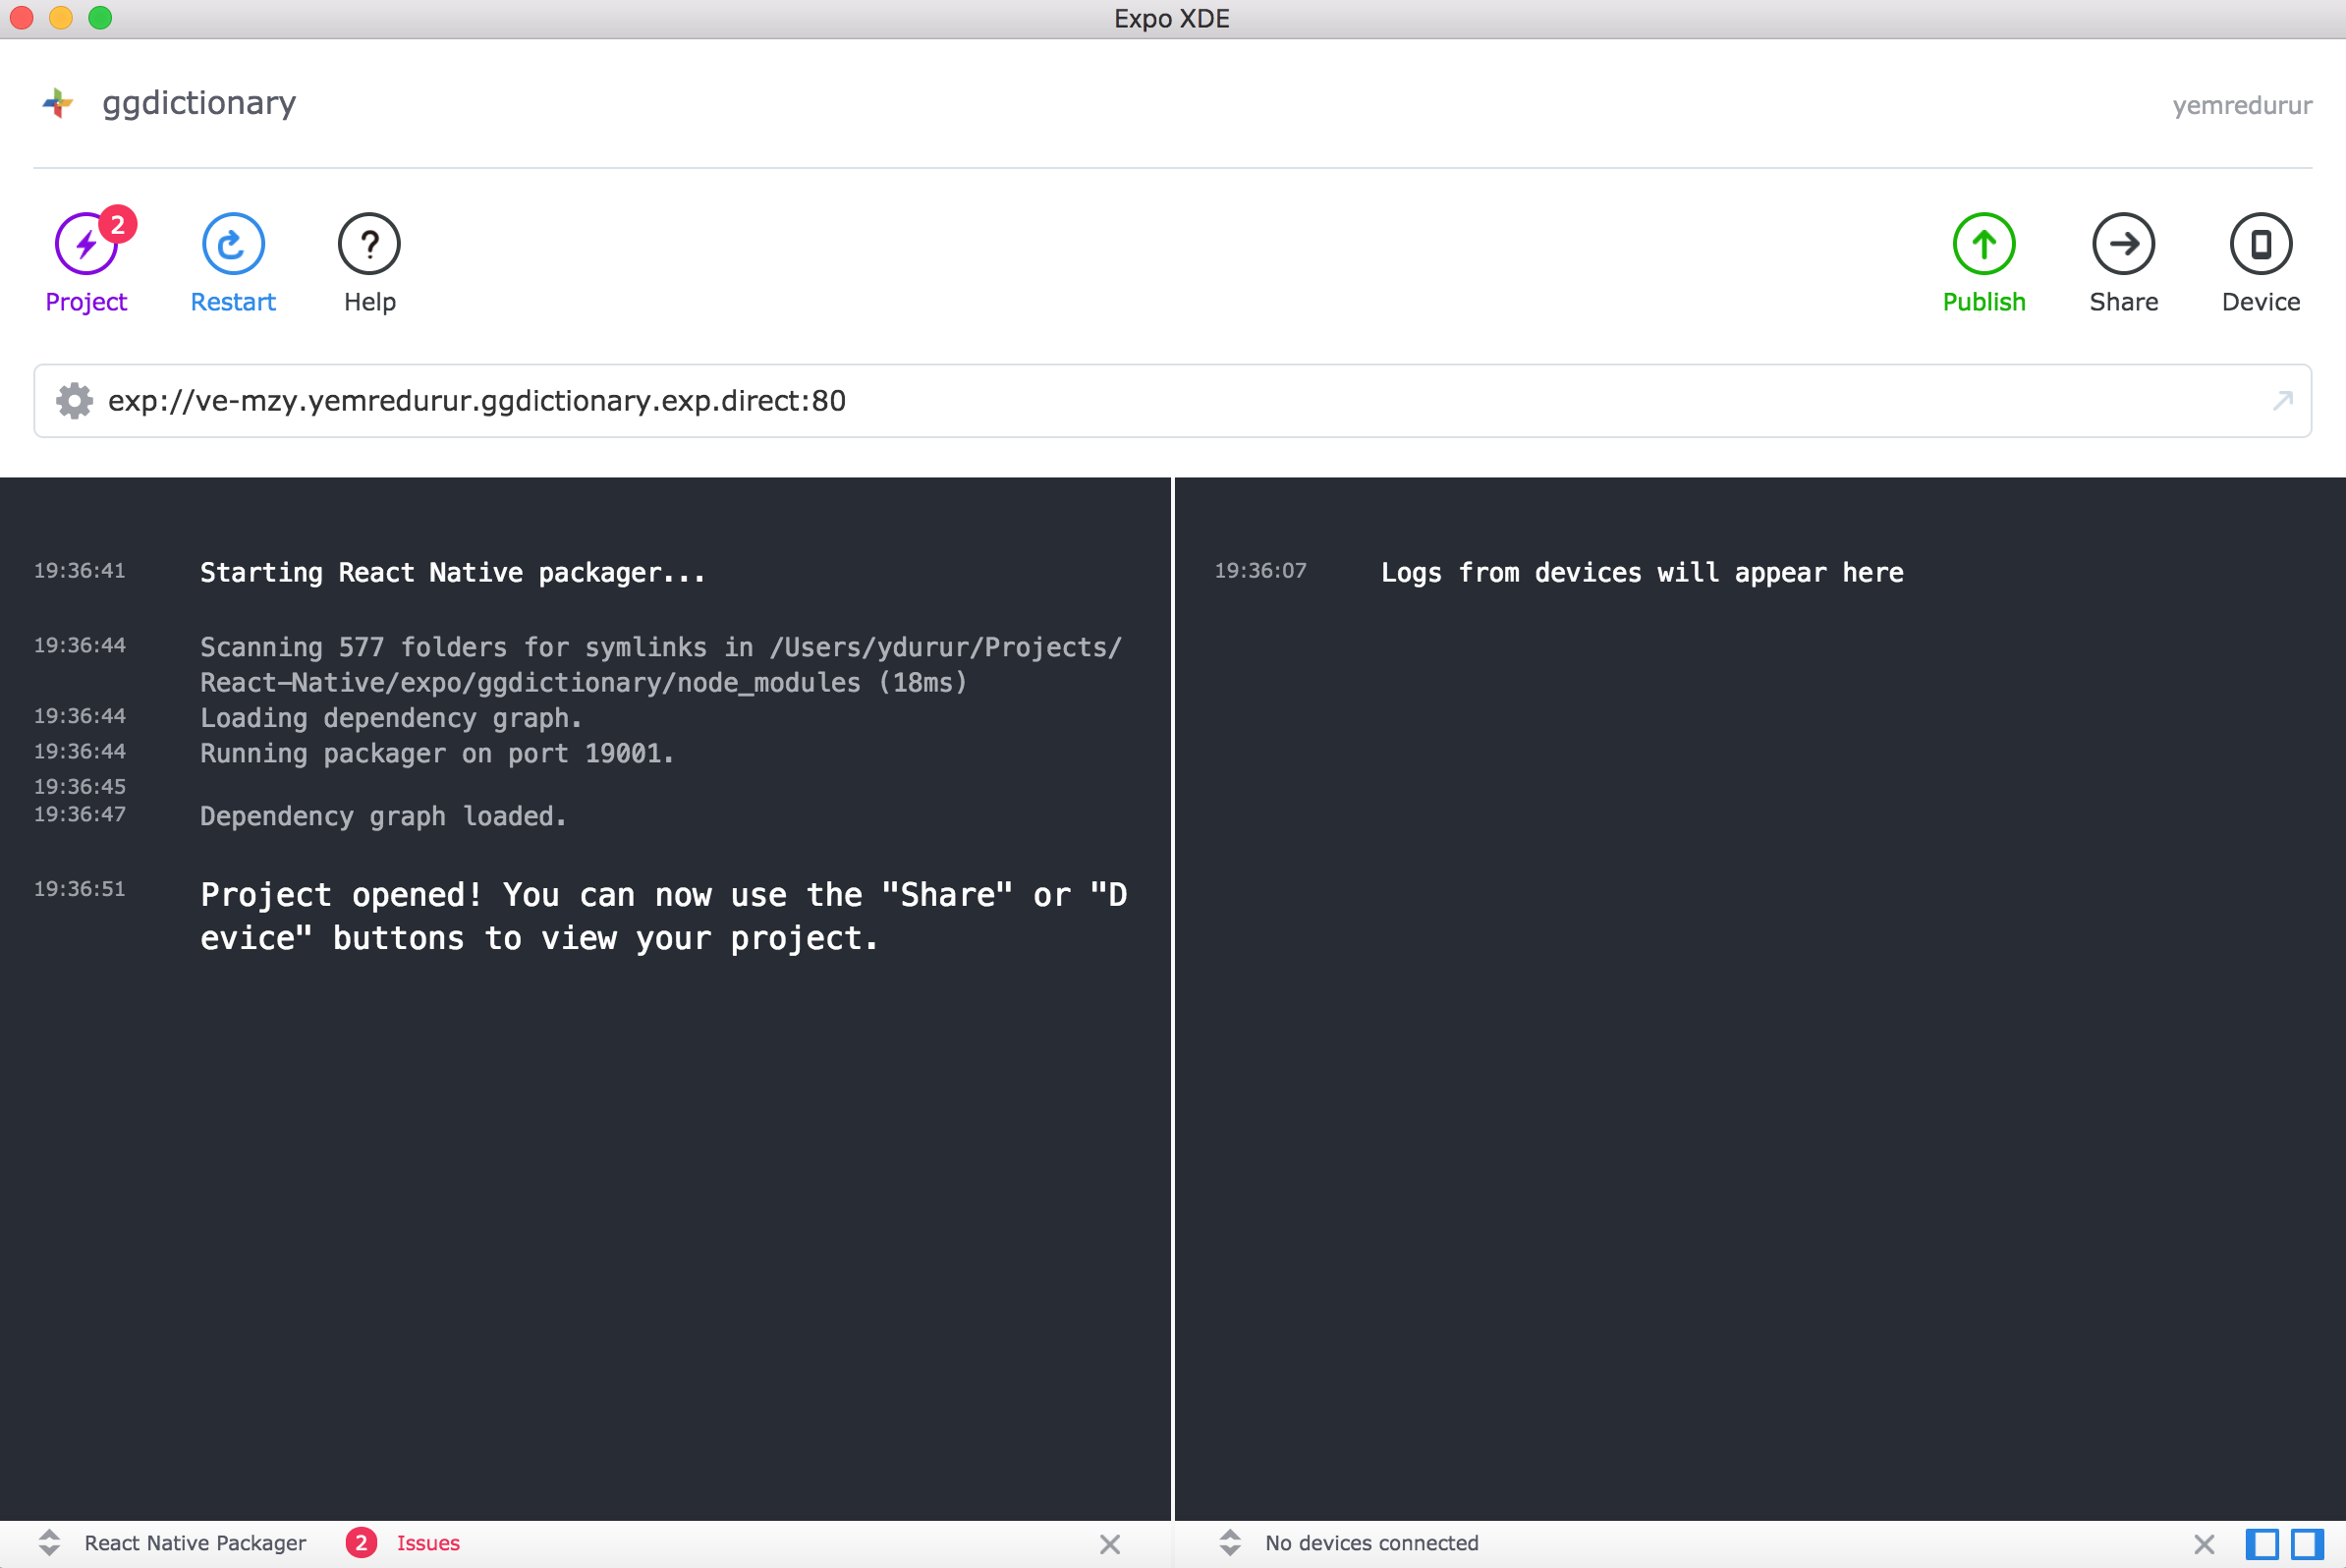 Expo XDE
ggdictionary
yemredurur
2
Project
Restart
?
Help
Publish
Share
Device
exp://ve-mzy.yemredurur.ggdictionary.exp.direct:80
19:36:41 Starting React Native packager...
19:36:44 Scanning 577 folders for symlinks in /Users/ydurur/Projects/
React-Native/expo/ggdictionary/node_modules (18ms)
19:36:44 Loading dependency graph.
19:36:44 Running packager on port 19001.
19:36:45
19:36:47 Dependency graph loaded.
19:36:51 Project opened! You can now use the "Share" or "D
evice" buttons to view your project.
19:36:07 Logs from devices will appear here
React Native Packager 2 Issues
No devices connected